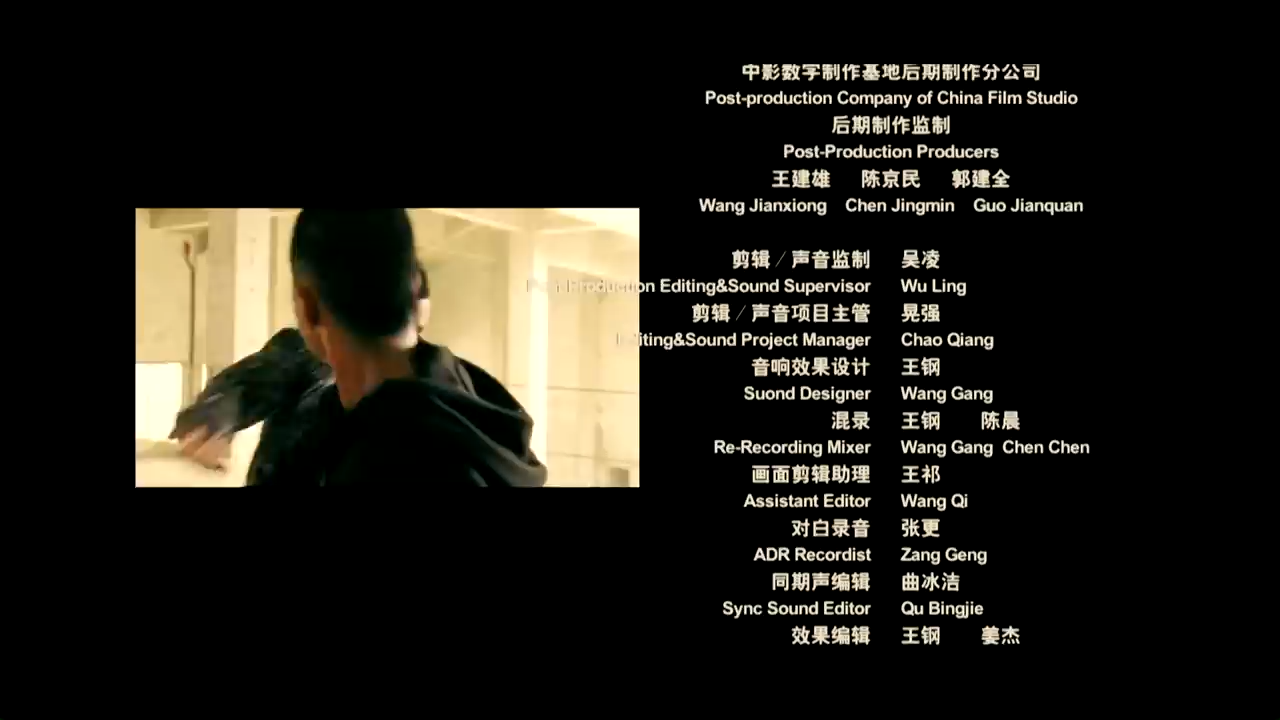 中影数字制作基地后期制作分公司
Post-production Company of China Film Studio
后期制作监制
Post-Production Producers
王建雄 陈京民 郭建全
Wang Jianxiong Chen Jingmin Guo Jianquan
剪辑／声音监制 吴凌
Post-Production Editing&Sound Supervisor Wu Ling
剪辑／声音项目主管 晃强
Editing&Sound Project Manager Chao Qiang
音响效果设计 王钢
Suond Designer Wang Gang
混录 王钢 陈晨
Re-Recording Mixer Wang Gang Chen Chen
画面剪辑助理 王祁
Assistant Editor Wang Qi
对白录音 张更
ADR Recordist Zang Geng
同期声编辑 曲冰洁
Sync Sound Editor Qu Bingjie
效果编辑 王钢 姜杰